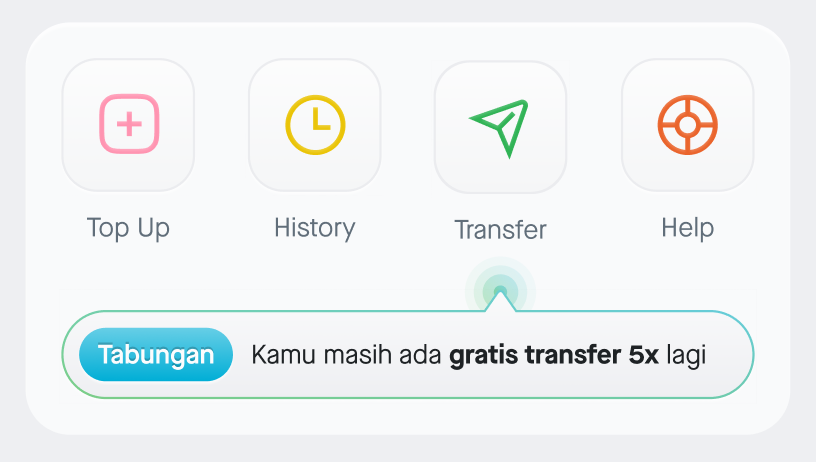 Top Up
History
Transfer
Help
Tabungan Kamu masih ada gratis transfer 5x lagi